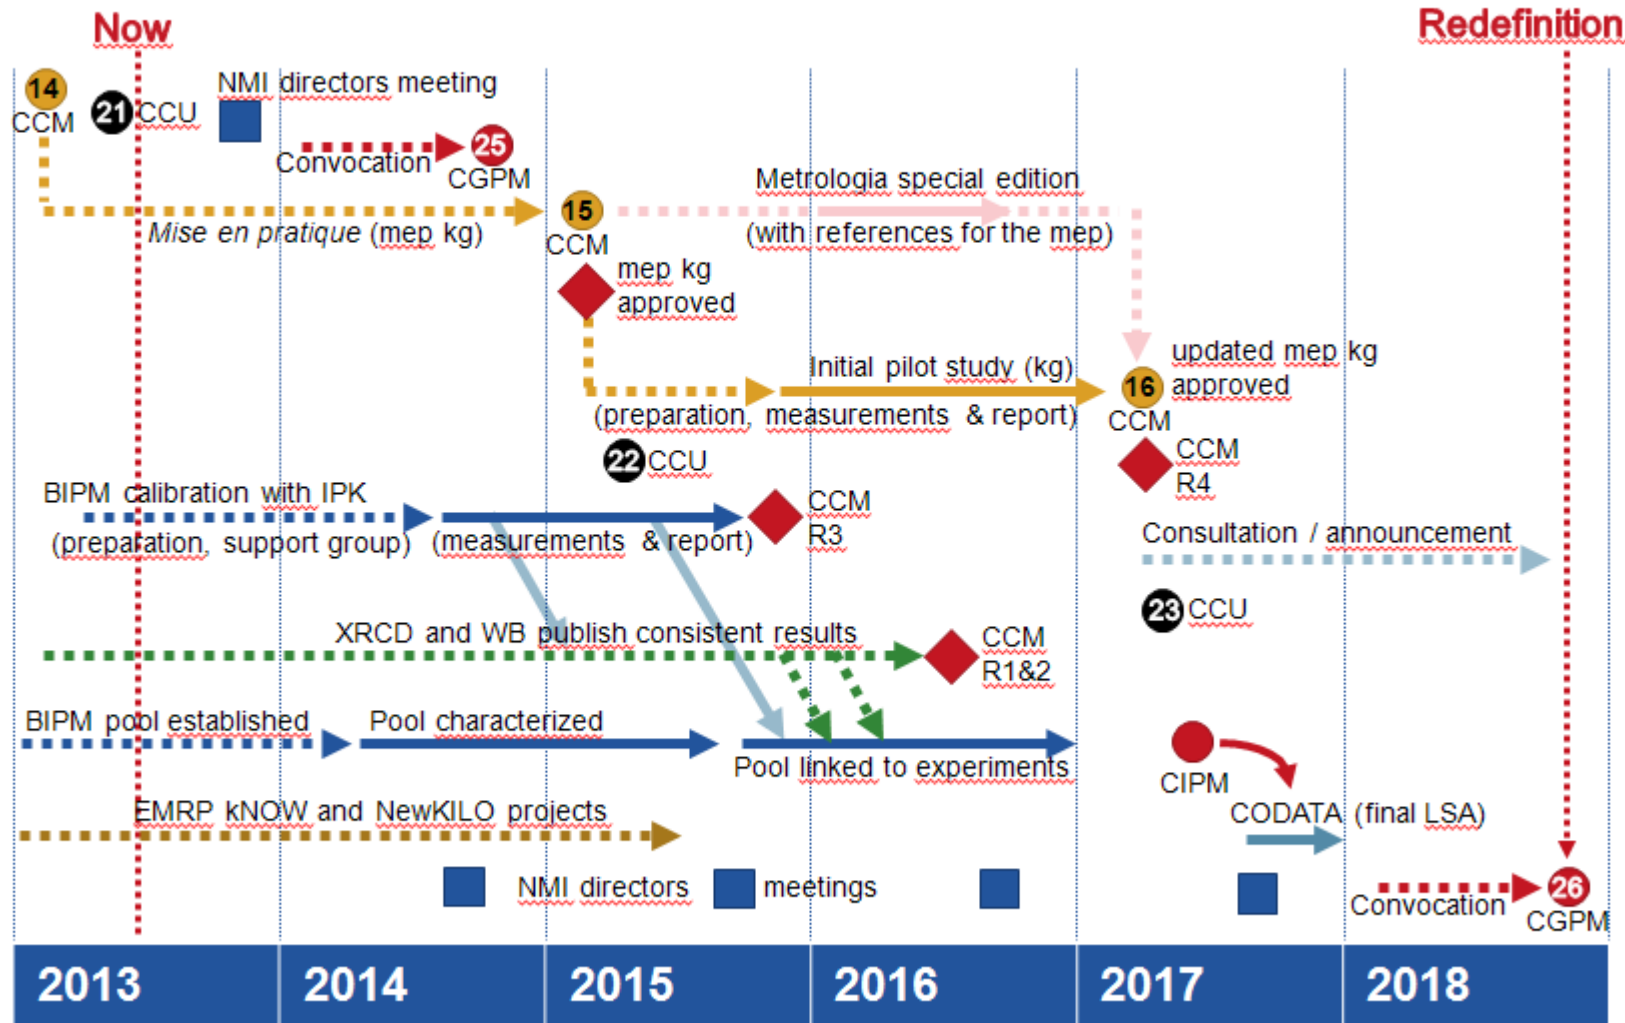 Now
Redefinition
14
CCM
21 CCU
NMI directors meeting
Convocation
25
CGPM
Mise en pratique (mep kg)
15
CCM
Metrologia special edition
(with references for the mep)
mep kg
approved
Initial pilot study (kg)
(preparation, measurements & report)
16
CCM
updated mep kg
approved
22 CCU
CCM
R4
BIPM calibration with IPK
(preparation, support group)
(measurements & report)
CCM
R3
Consultation / announcement
23 CCU
XRCD and WB publish consistent results
CCM
R1&2
BIPM pool established
Pool characterized
Pool linked to experiments
CIPM
CODATA (final LSA)
EMRP kNOW and NewKILO projects
NMI directors meetings
Convocation
26
CGPM
2013 2014 2015 2016 2017 2018